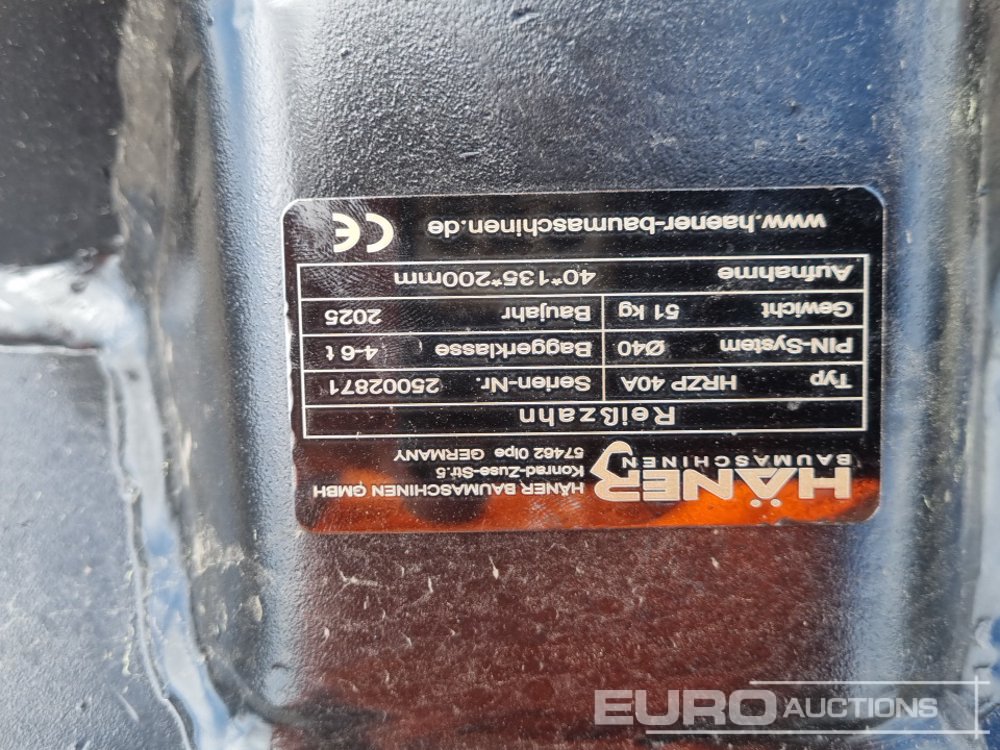 HÄNER
BAUMASCHINEN
HÄNER BAUMASCHINEN GMBH
Konrad-Zuse-Str.5
57462 Olpe GERMANY
Reißzahn
Typ HRZP 40A Serien-Nr. 25002871
PIN-System Ø40 Baggerklasse 4-6 t
Gewicht 51 kg Baujahr 2025
Aufnahme 40*135*200mm
www.haener-baumaschinen.de CE
EURO AUCTIONS